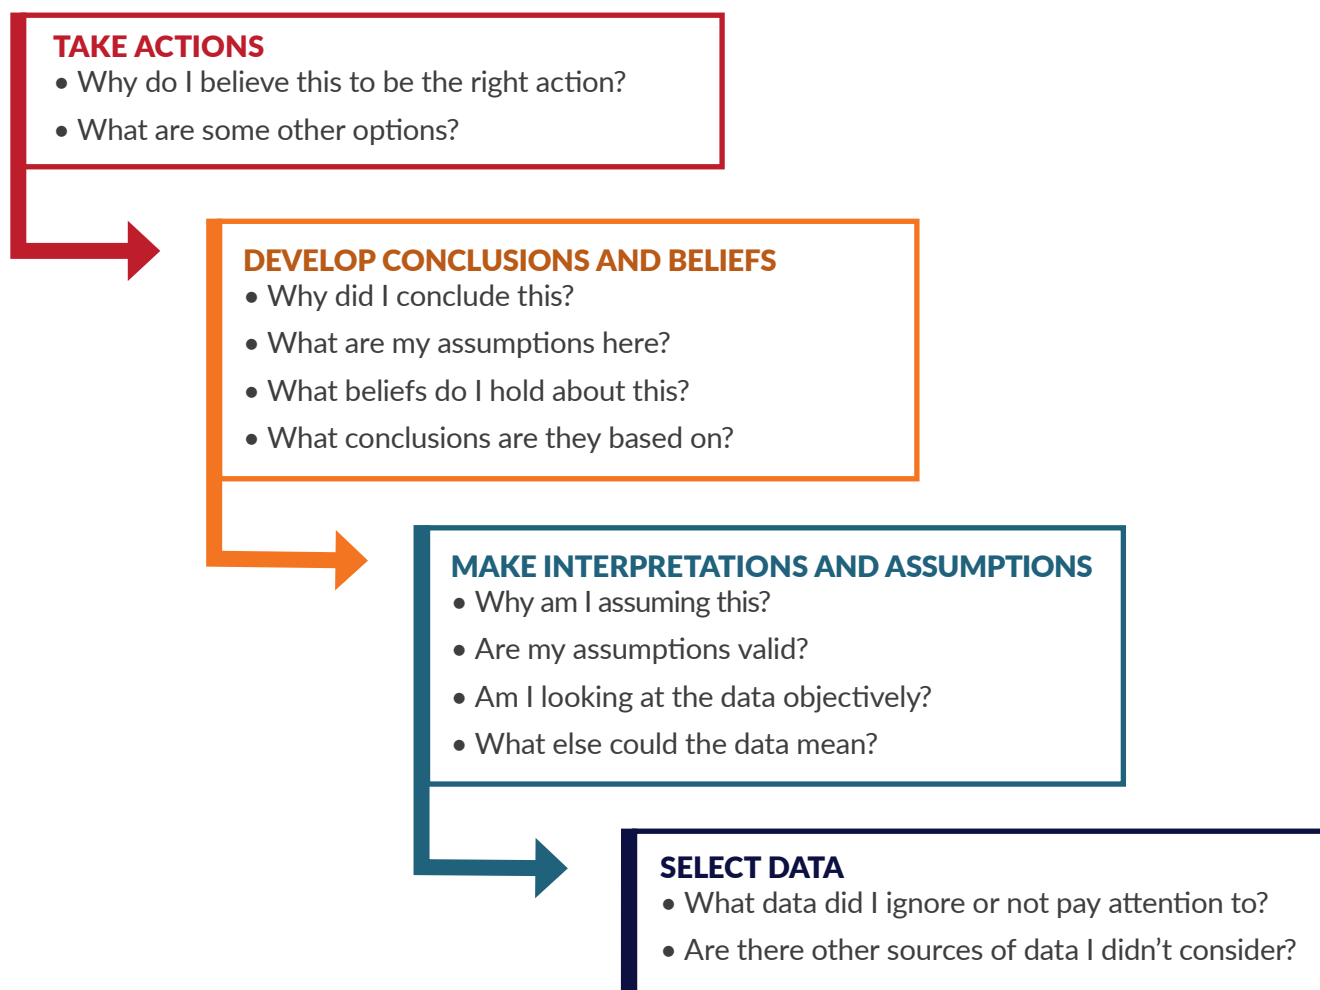 TAKE ACTIONS
• Why do I believe this to be the right action?
• What are some other options?
DEVELOP CONCLUSIONS AND BELIEFS
• Why did I conclude this?
• What are my assumptions here?
• What beliefs do I hold about this?
• What conclusions are they based on?
MAKE INTERPRETATIONS AND ASSUMPTIONS
• Why am I assuming this?
• Are my assumptions valid?
• Am I looking at the data objectively?
• What else could the data mean?
SELECT DATA
• What data did I ignore or not pay attention to?
• Are there other sources of data I didn’t consider?